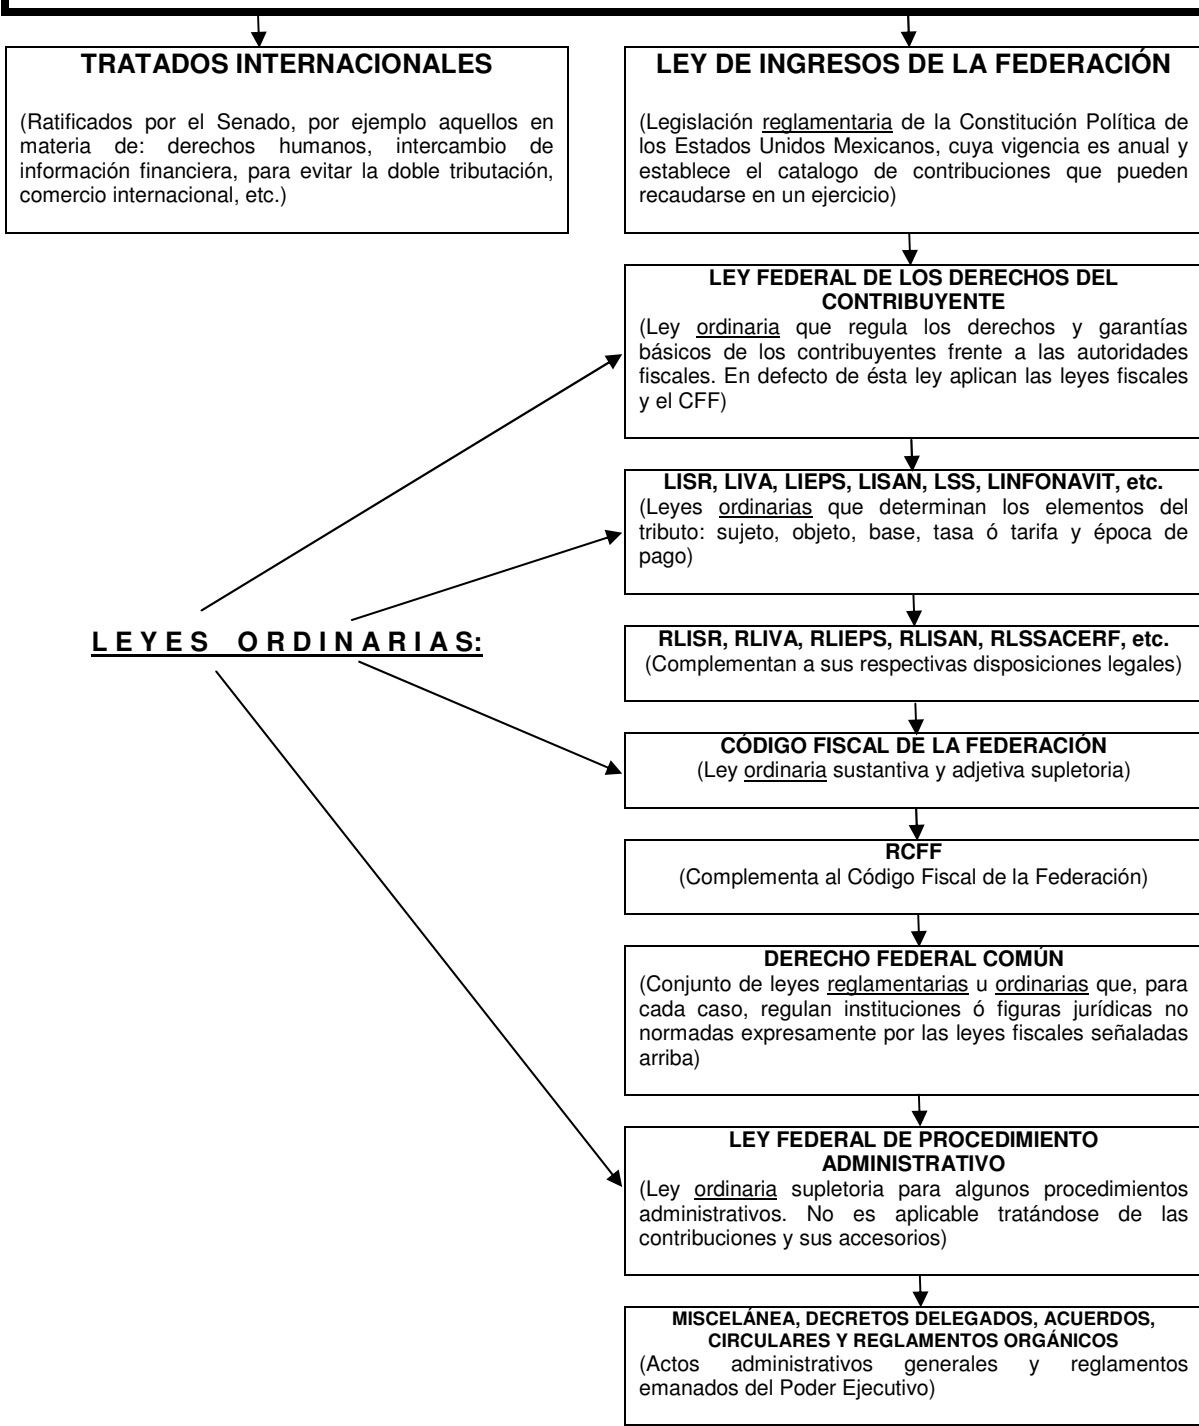 TRATADOS INTERNACIONALES
(Ratificados por el Senado, por ejemplo aquellos en
materia de: derechos humanos, intercambio de
información financiera, para evitar la doble tributación,
comercio internacional, etc.)
LEY DE INGRESOS DE LA FEDERACIÓN
(Legislación reglamentaria de la Constitución Política de
los Estados Unidos Mexicanos, cuya vigencia es anual y
establece el catalogo de contribuciones que pueden
recaudarse en un ejercicio)
LEY FEDERAL DE LOS DERECHOS DEL
CONTRIBUYENTE
(Ley ordinaria que regula los derechos y garantías
básicos de los contribuyentes frente a las autoridades
fiscales. En defecto de ésta ley aplican las leyes fiscales
y el CFF)
LISR, LIVA, LIEPS, LISAN, LSS, LINFONAVIT, etc.
(Leyes ordinarias que determinan los elementos del
tributo: sujeto, objeto, base, tasa ó tarifa y época de
pago)
LEYES ORDINARIAS:
RLISR, RLIVA, RLIEPS, RLISAN, RLSSACERF, etc.
(Complementan a sus respectivas disposiciones legales)
CÓDIGO FISCAL DE LA FEDERACIÓN
(Ley ordinaria sustantiva y adjetiva supletoria)
RCFF
(Complementa al Código Fiscal de la Federación)
DERECHO FEDERAL COMÚN
(Conjunto de leyes reglamentarias u ordinarias que, para
cada caso, regulan instituciones ó figuras jurídicas no
normadas expresamente por las leyes fiscales señaladas
arriba)
LEY FEDERAL DE PROCEDIMIENTO
ADMINISTRATIVO
(Ley ordinaria supletoria para algunos procedimientos
administrativos. No es aplicable tratándose de las
contribuciones y sus accesorios)
MISCELÁNEA, DECRETOS DELEGADOS, ACUERDOS,
CIRCULARES Y REGLAMENTOS ORGÁNICOS
(Actos administrativos generales y reglamentos
emanados del Poder Ejecutivo)